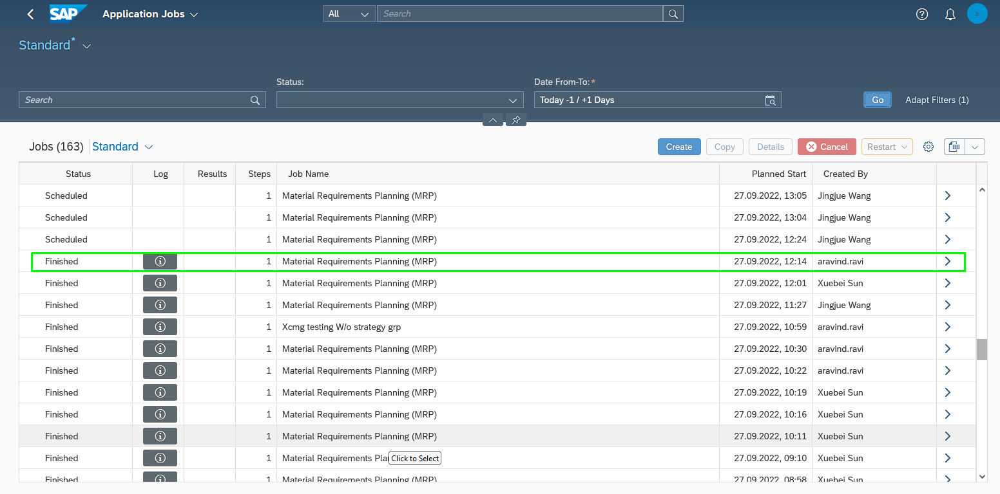 SAP Application Jobs All Search a
Standard*
Status: Date From-To:*
Search Today -1 / +1 Days Go Adapt Filters (1)
Jobs (163) Standard Create Copy Details Cancel Restart
Status Log Results Steps Job Name Planned Start Created By
Scheduled 1 Material Requirements Planning (MRP) 27.09.2022, 13:05 Jingjue Wang
Scheduled 1 Material Requirements Planning (MRP) 27.09.2022, 13:04 Jingjue Wang
Scheduled 1 Material Requirements Planning (MRP) 27.09.2022, 12:24 Jingjue Wang
Finished 1 Material Requirements Planning (MRP) 27.09.2022, 12:14 aravind.ravi
Finished 1 Material Requirements Planning (MRP) 27.09.2022, 12:01 Xuebei Sun
Finished 1 Material Requirements Planning (MRP) 27.09.2022, 11:27 Jingjue Wang
Finished 1 Xcmg testing W/o strategy grp 27.09.2022, 10:59 aravind.ravi
Finished 1 Material Requirements Planning (MRP) 27.09.2022, 10:30 aravind.ravi
Finished 1 Material Requirements Planning (MRP) 27.09.2022, 10:22 aravind.ravi
Finished 1 Material Requirements Planning (MRP) 27.09.2022, 10:19 Xuebei Sun
Finished 1 Material Requirements Planning (MRP) 27.09.2022, 10:16 Xuebei Sun
Finished 1 Material Requirements Planning (MRP) 27.09.2022, 10:11 Xuebei Sun
Finished 1 Material Requirements Pla Click to Select 27.09.2022, 09:10 Xuebei Sun
Finished 1 Material Requirements Planning (MRP) 27.09.2022, 08:58 Xuebei Sun